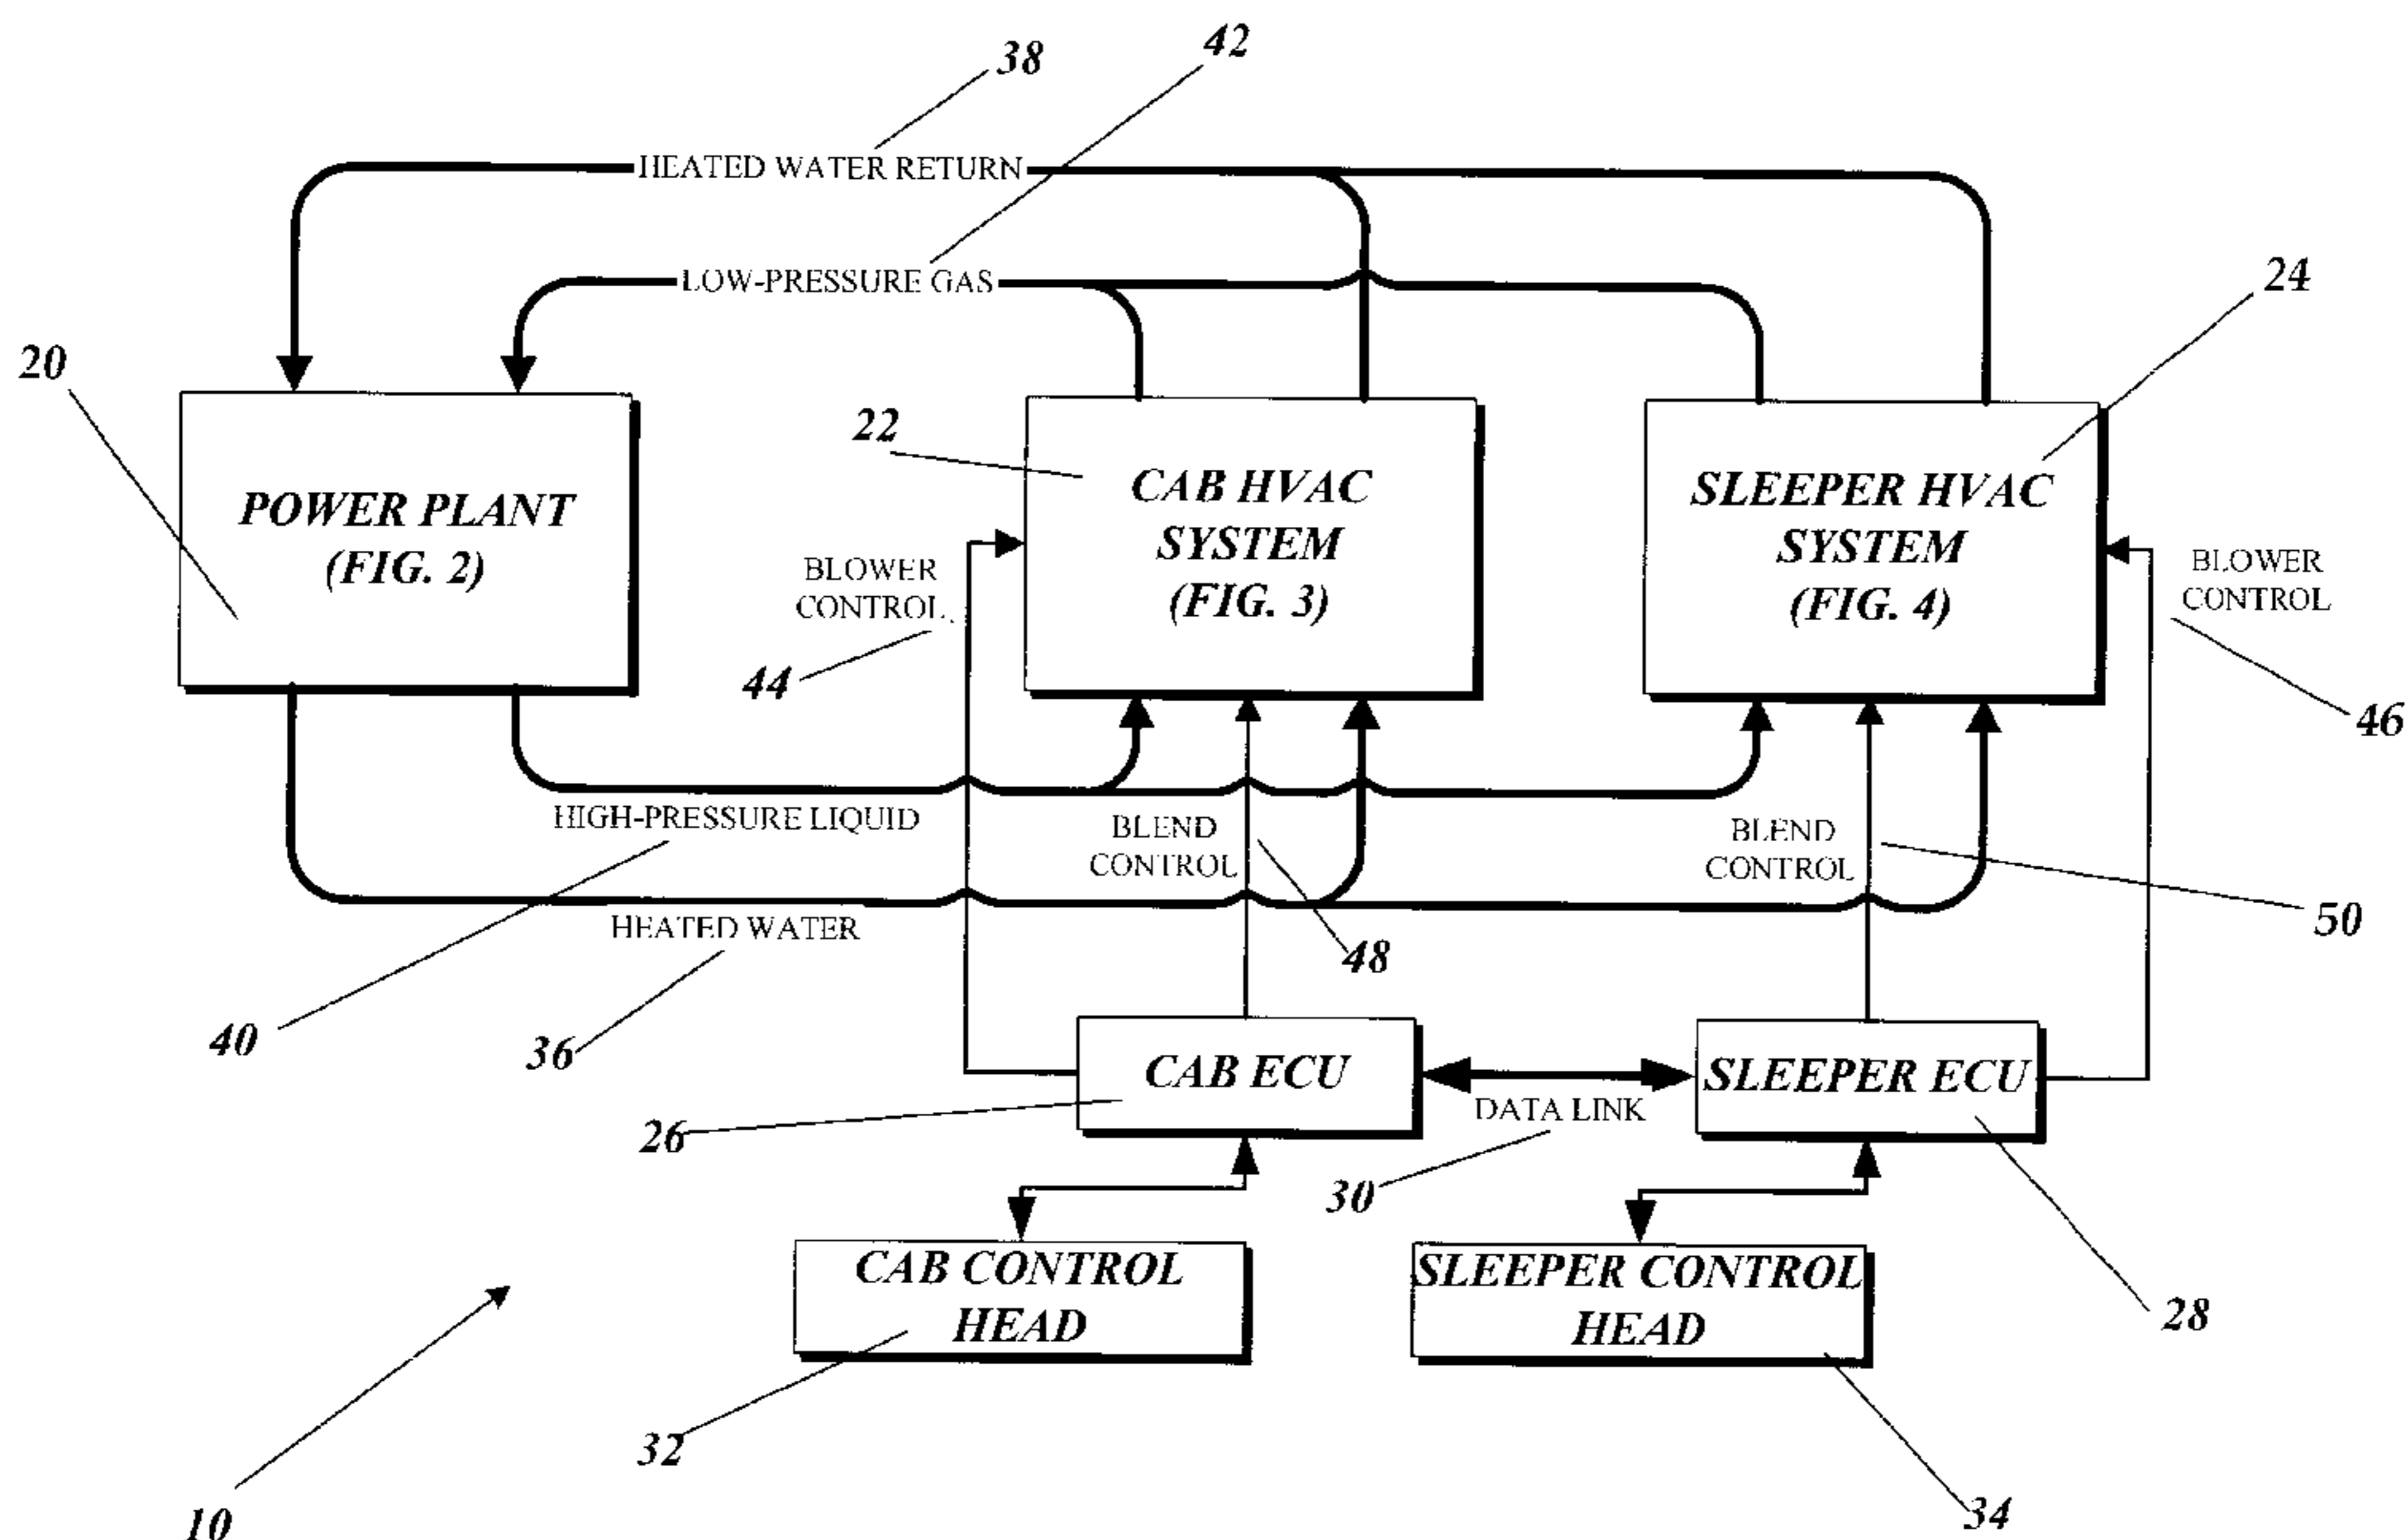 38
42
HEATED WATER RETURN
LOW-PRESSURE GAS
24
20
22
POWER PLANT
(FIG. 2)
CAB HVAC
SYSTEM
(FIG. 3)
SLEEPER HVAC
SYSTEM
(FIG. 4)
BLOWER
CONTROL
44
BLOWER
CONTROL
46
HIGH-PRESSURE LIQUID
BLEND
CONTROL
BLEND
CONTROL
HEATED WATER
48
50
40
36
CAB ECU
SLEEPER ECU
DATA LINK
26
30
CAB CONTROL
HEAD
SLEEPER CONTROL
HEAD
28
32
10
34